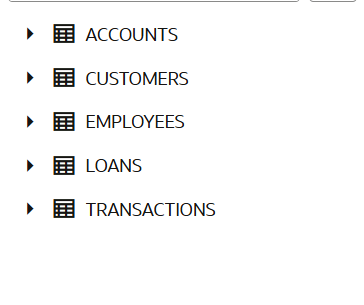 ACCOUNTS
CUSTOMERS
EMPLOYEES
LOANS
TRANSACTIONS